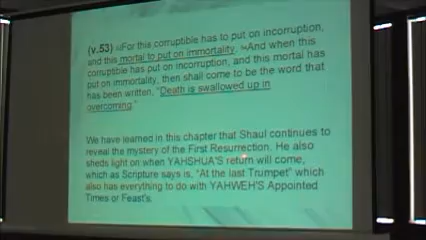 (v.53) 53For this corruptible has to put on incorruption,
and this mortal to put on immortality. 54And when this
corruptible has put on incorruption, and this mortal has
put on immortality, then shall come to be the word that
has been written, "Death is swallowed up in
overcoming."
We have learned in this chapter that Shaul continues to
reveal the mystery of the First Resurrection. He also
sheds light on when YAHSHUA'S return will come,
which as Scripture says is, "At the last Trumpet" which
also has everything to do with YAHWEH'S Appointed
Times or Feast's.